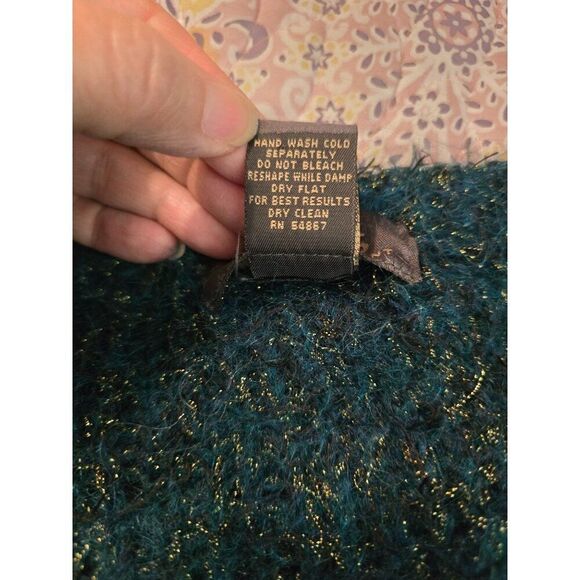 HAND WASH COLD
SEPARATELY
DO NOT BLEACH
RESHAPE WHILE DAMP
DRY FLAT
FOR BEST RESULTS
DRY CLEAN
RN 54867